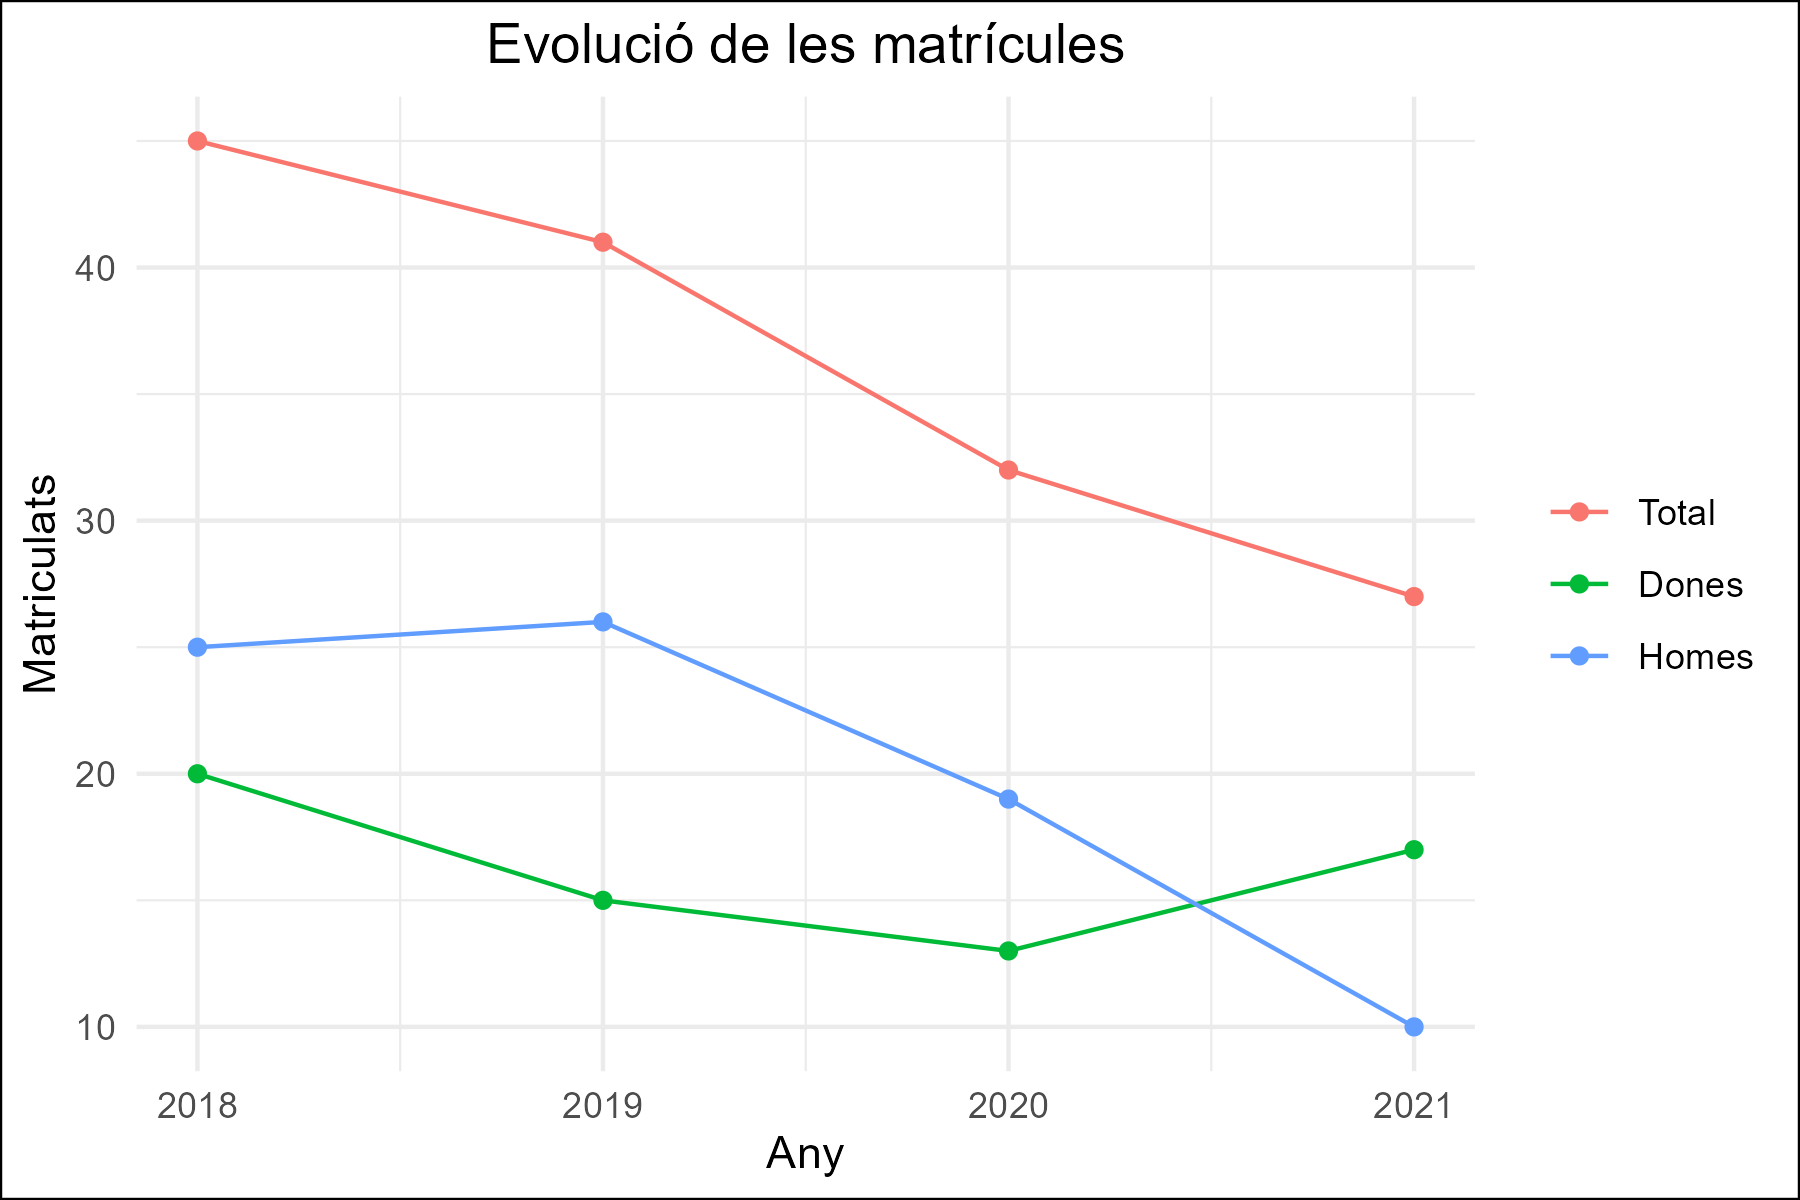 Evolució de les matrícules
Matriculats
40
30
20
10
2018 2019 2020 2021
Any
Total
Dones
Homes